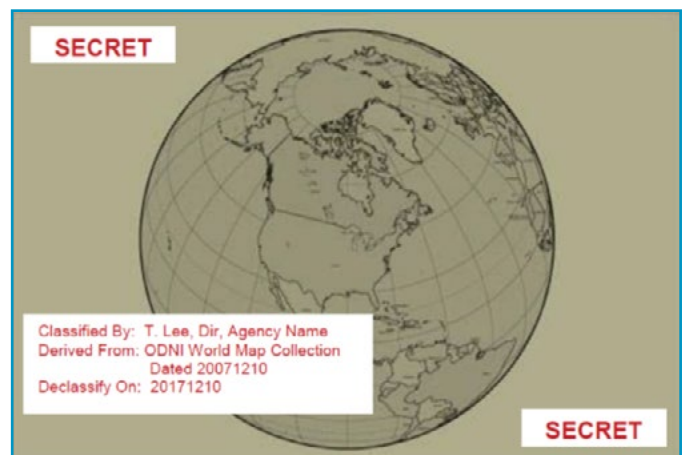 SECRET
Classified By: T. Lee, Dir, Agency Name
Derived From: ODNI World Map Collection
Dated 20071210
Declassify On: 20171210
SECRET